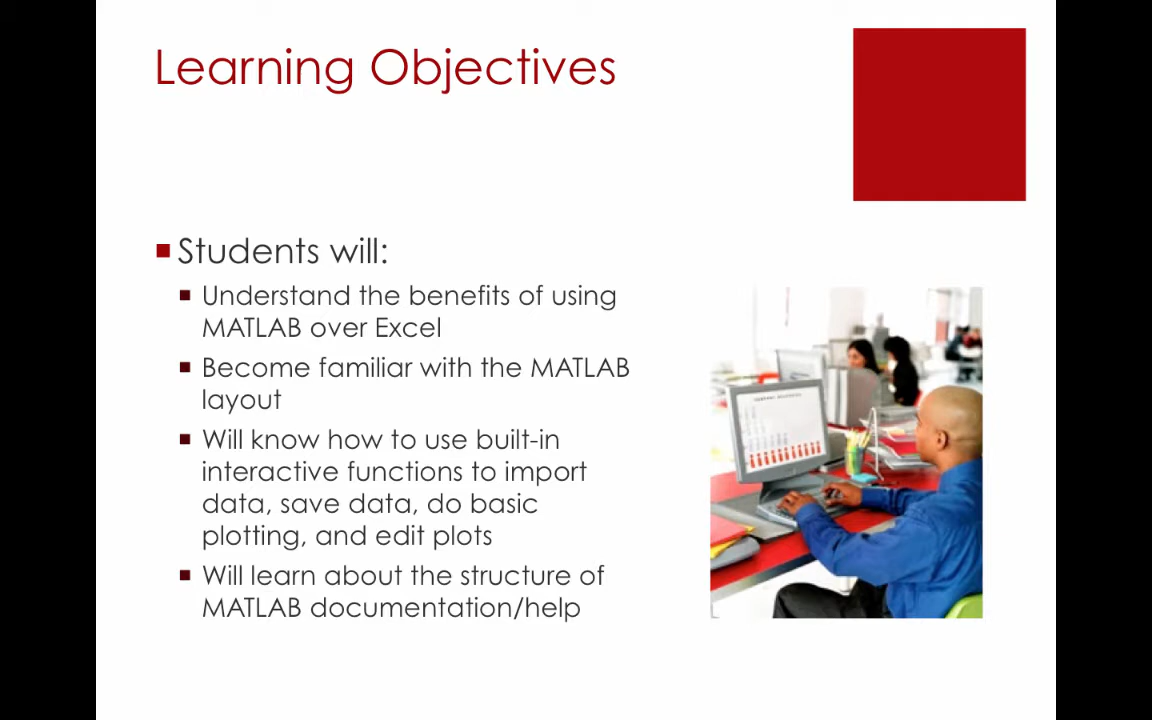 Learning Objectives
Students will:
Understand the benefits of using
MATLAB over Excel
Become familiar with the MATLAB
layout
Will know how to use built-in
interactive functions to import
data, save data, do basic
plotting, and edit plots
Will learn about the structure of
MATLAB documentation/help